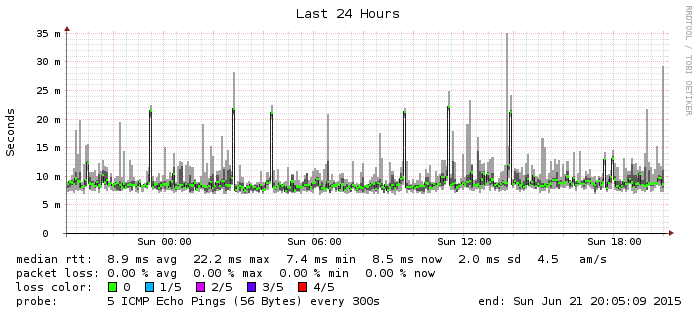 Last 24 Hours
RRDTOOL / TOBI OETIKER
Seconds
35 m
30 m
25 m
20 m
15 m
10 m
5 m
0
Sun 00:00 Sun 06:00 Sun 12:00 Sun 18:00
median rtt: 8.9 ms avg 22.2 ms max 7.4 ms min 8.5 ms now 2.0 ms sd 4.5 am/s
packet loss: 0.00 % avg 0.00 % max 0.00 % min 0.00 % now
loss color: 0 1/5 2/5 3/5 4/5
probe: 5 ICMP Echo Pings (56 Bytes) every 300s end: Sun Jun 21 20:05:09 2015